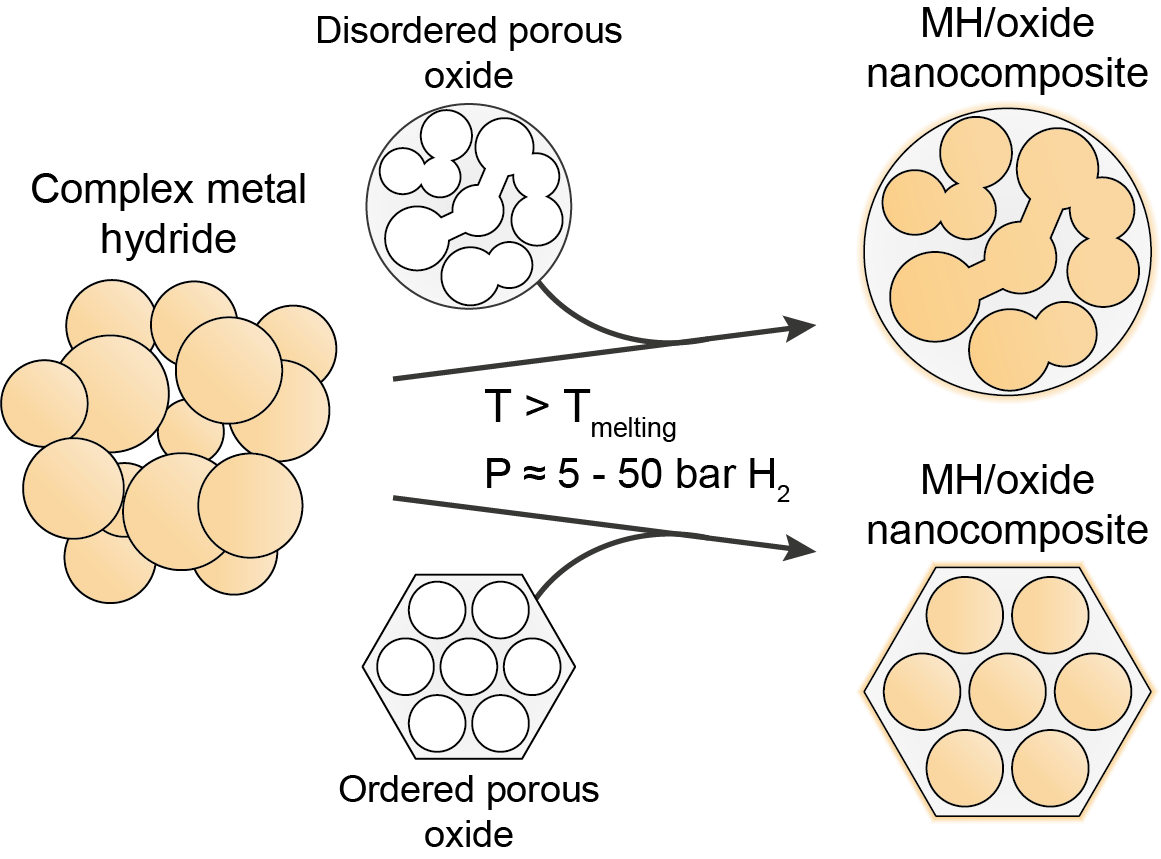 Disordered porous
oxide
MH/oxide
nanocomposite
Complex metal
hydride
T > Tmelting
P ≈ 5 - 50 bar H2
MH/oxide
nanocomposite
Ordered porous
oxide